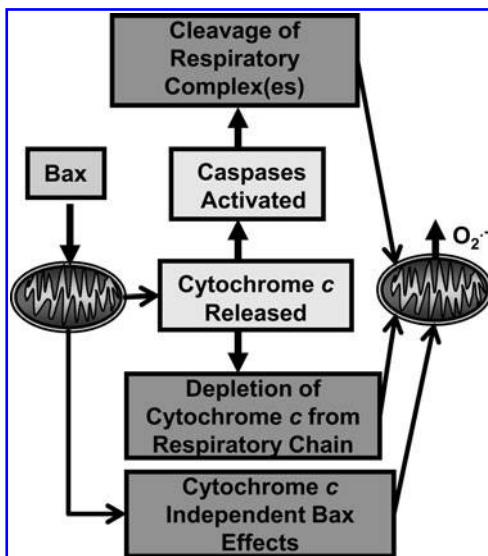 Cleavage of
Respiratory
Complex(es)
Bax
Caspases
Activated
O₂·-
Cytochrome c
Released
Depletion of
Cytochrome c from
Respiratory Chain
Cytochrome c
Independent Bax
Effects